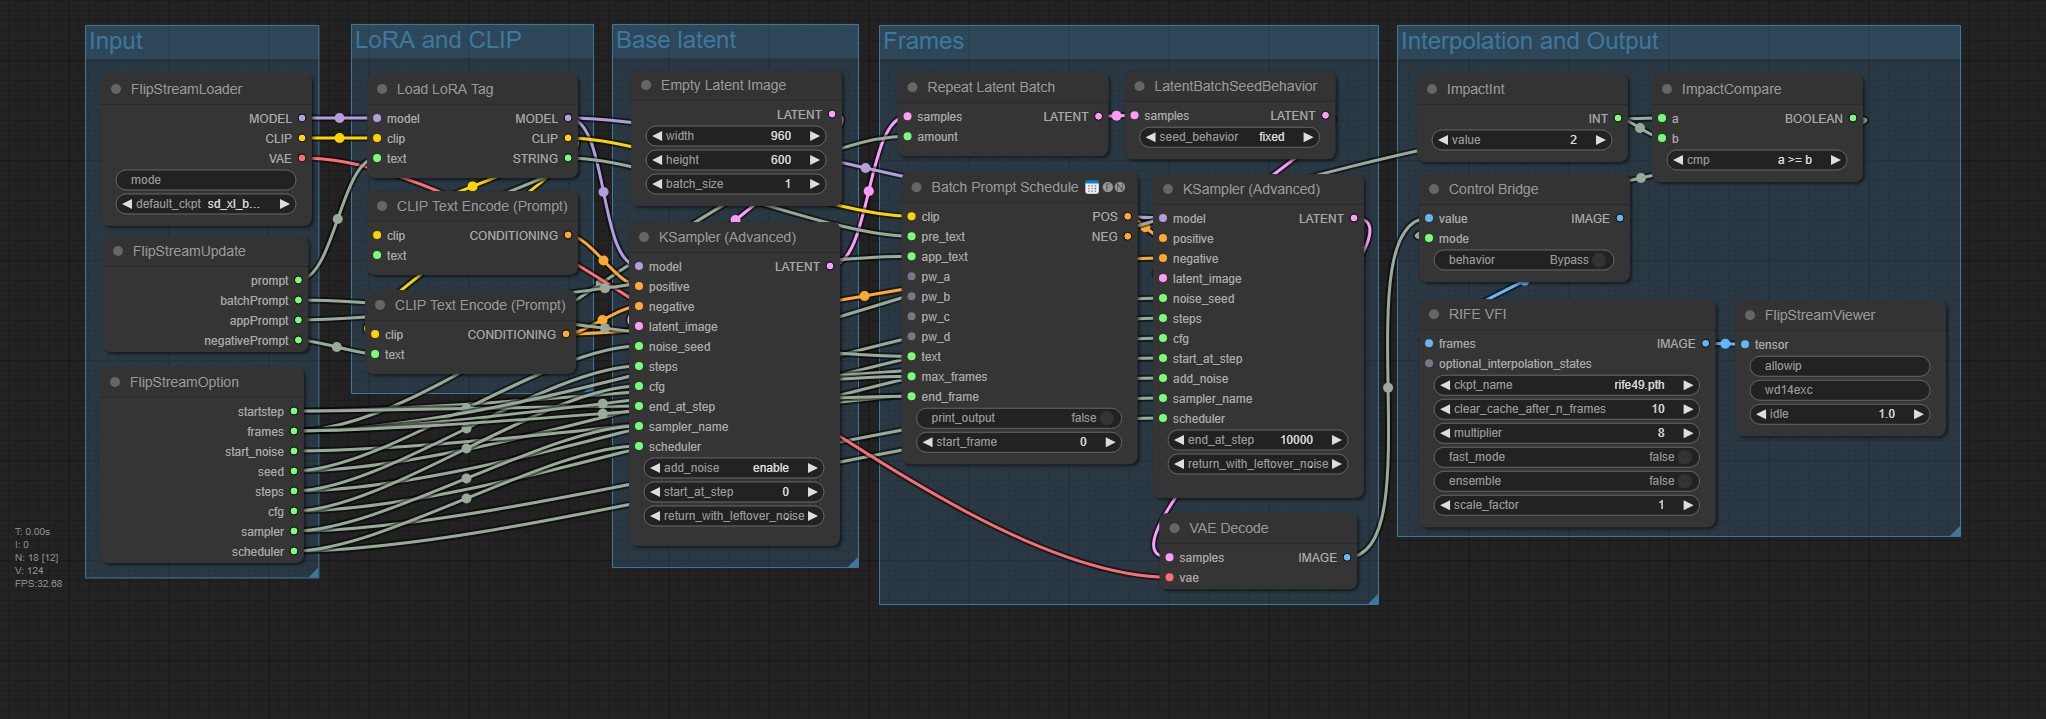 Input
FlipStreamLoader
MODEL
CLIP
VAE
mode
default_ckpt sd_xl_b...
FlipStreamUpdate
prompt
batchPrompt
appPrompt
negativePrompt
FlipStreamOption
startstep
frames
start_noise
seed
steps
cfg
sampler
scheduler
T: 0.00s
I: 0
N: 18 [12]
V: 124
FPS:32.68
LoRA and CLIP
Load LoRA Tag
model MODEL
clip CLIP
text STRING
CLIP Text Encode (Prompt)
clip CONDITIONING
text
CLIP Text Encode (Prompt)
clip CONDITIONING
text
Base latent
Empty Latent Image
LATENT
width 960
height 600
batch_size 1
KSampler (Advanced)
model LATENT
positive
negative
latent_image
noise_seed
steps
cfg
end_at_step
sampler_name
scheduler
add_noise enable
start_at_step 0
return_with_leftover_noise
Frames
Repeat Latent Batch
samples LATENT
amount
LatentBatchSeedBehavior
samples LATENT
seed_behavior fixed
Batch Prompt Schedule 📅🅕🅝
clip POS
pre_text NEG
app_text
pw_a
pw_b
pw_c
pw_d
text
max_frames
end_frame
print_output false
start_frame 0
KSampler (Advanced)
model LATENT
positive
negative
latent_image
noise_seed
steps
cfg
start_at_step
add_noise
sampler_name
scheduler
end_at_step 10000
return_with_leftover_noise
VAE Decode
samples IMAGE
vae
Interpolation and Output
ImpactInt
INT
value 2
ImpactCompare
a BOOLEAN
b
cmp a >= b
Control Bridge
value IMAGE
mode
behavior Bypass
RIFE VFI
frames IMAGE
optional_interpolation_states
ckpt_name rife49.pth
clear_cache_after_n_frames 10
multiplier 8
fast_mode false
ensemble false
scale_factor 1
FlipStreamViewer
tensor
allowip
wd14exc
idle 1.0